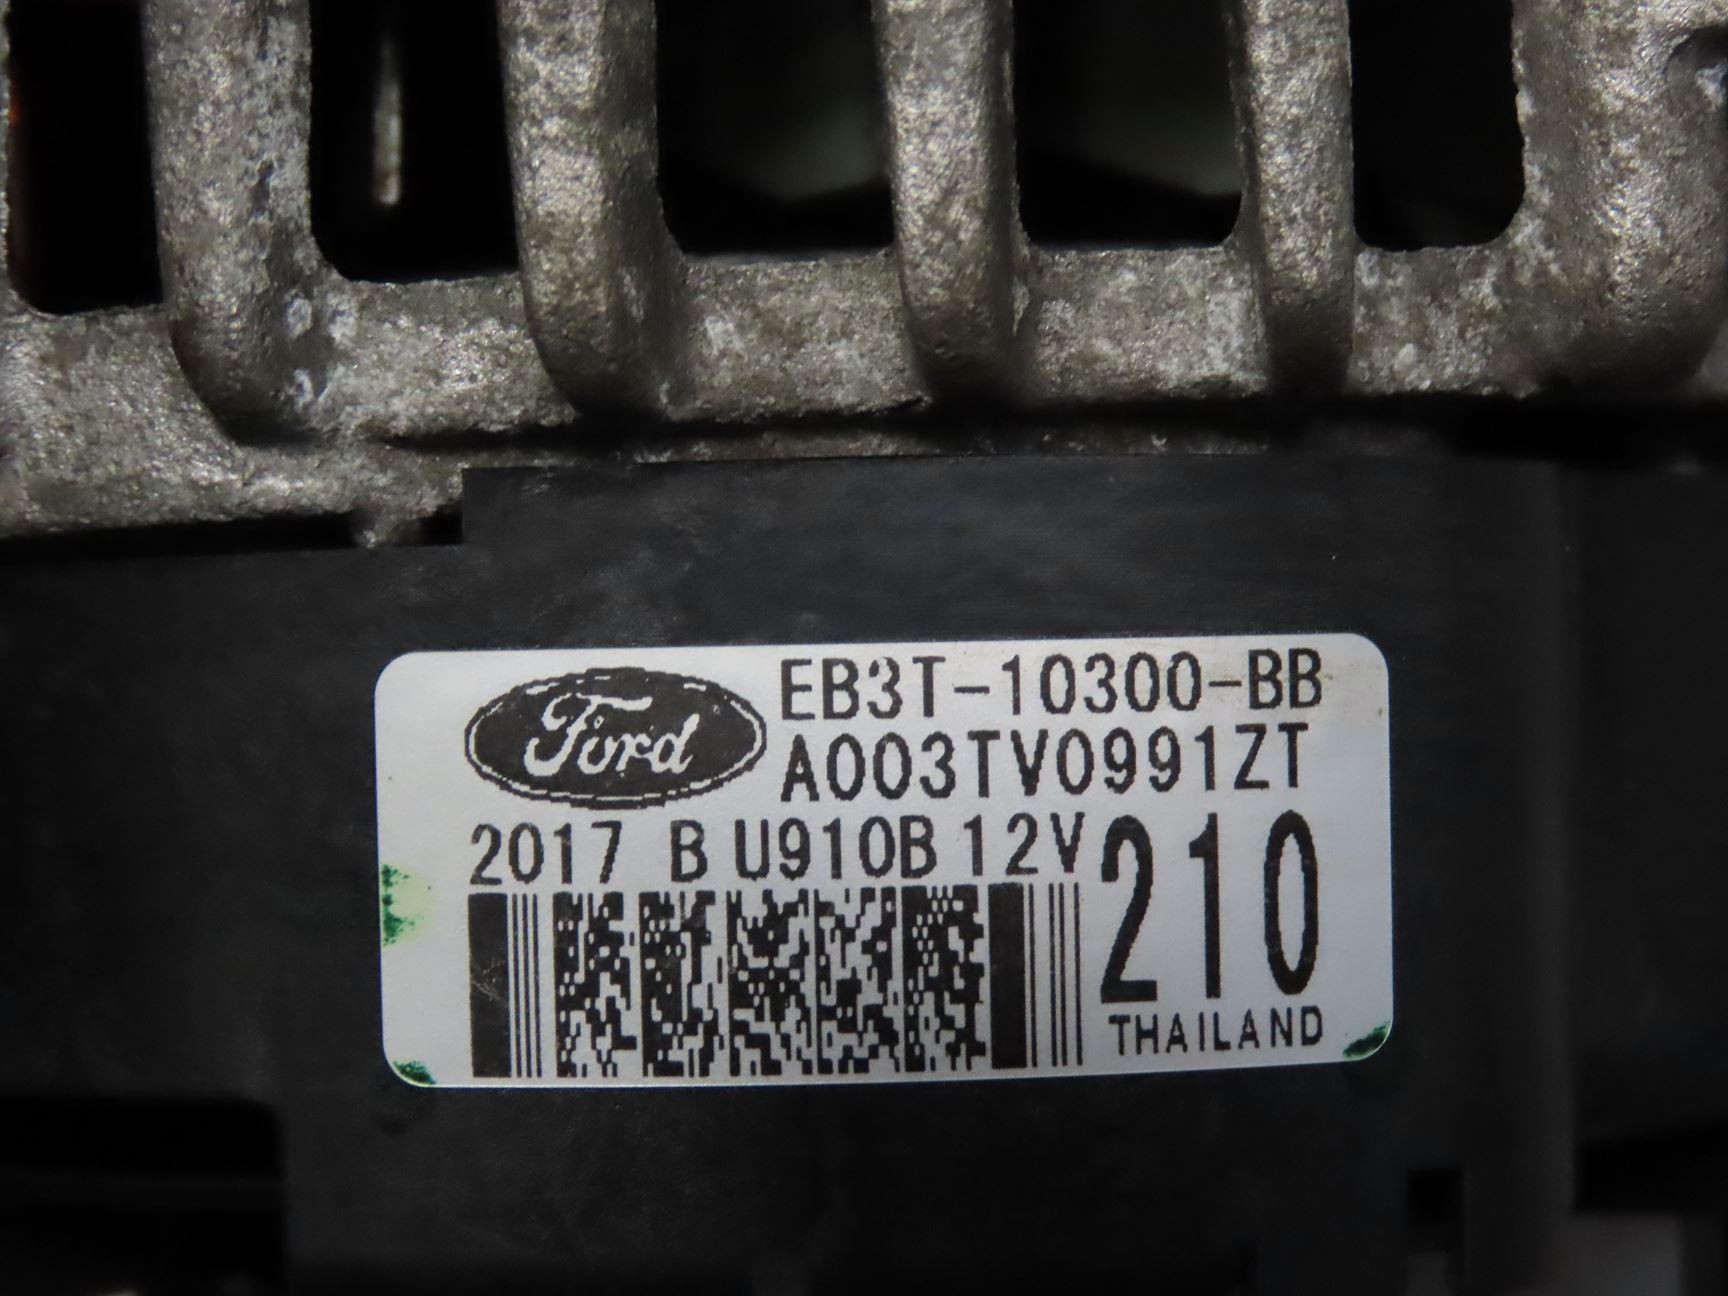 Ford
EB3T-10300-BB
A003TV0991ZT
2017 B U910B 12V
210
THAILAND